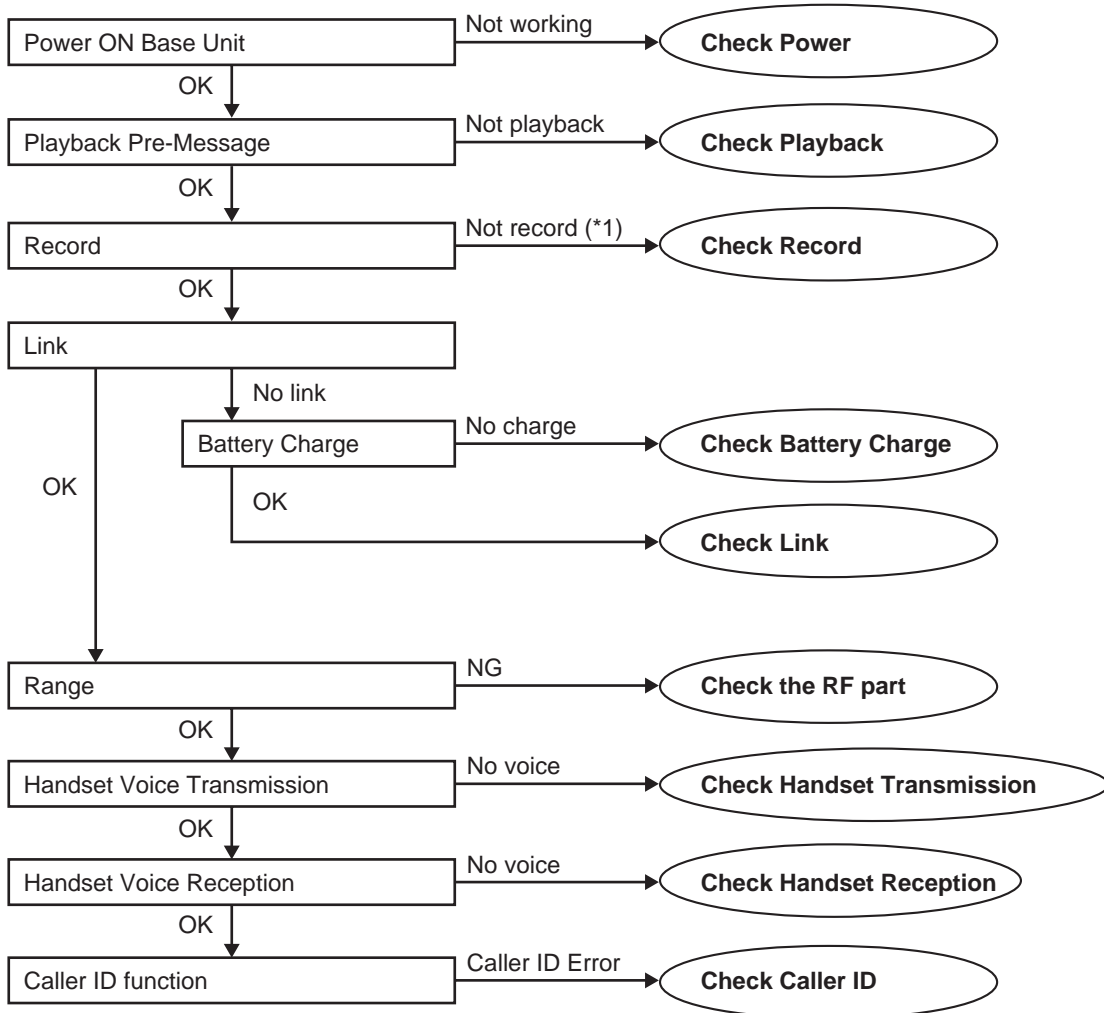 Power ON Base Unit
Not working
Check Power
OK
Playback Pre-Message
Not playback
Check Playback
OK
Record
Not record (*1)
Check Record
OK
Link
No link
Battery Charge
No charge
Check Battery Charge
OK
OK
Check Link
Range
NG
Check the RF part
OK
Handset Voice Transmission
No voice
Check Handset Transmission
OK
Handset Voice Reception
No voice
Check Handset Reception
OK
Caller ID function
Caller ID Error
Check Caller ID